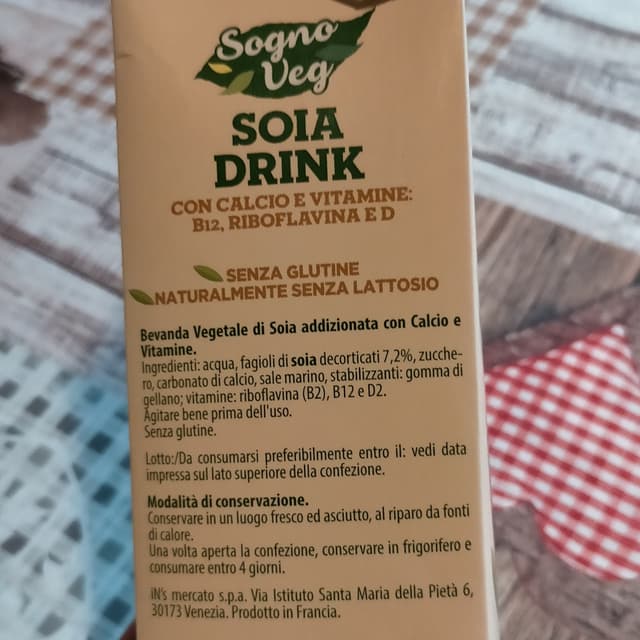 Sogno
Veg
SOIA
DRINK
CON CALCIO E VITAMINE:
B12, RIBOFLAVINA E D
SENZA GLUTINE
NATURALMENTE SENZA LATTOSIO
Bevanda Vegetale di Soia addizionata con Calcio e
Vitamine.
Ingredienti: acqua, fagioli di soia decorticati 7,2%, zucche-
ro, carbonato di calcio, sale marino, stabilizzanti: gomma di
gellano; vitamine: riboflavina (B2), B12 e D2.
Agitare bene prima dell'uso.
Senza glutine.
Lotto:/Da consumarsi preferibilmente entro il: vedi data
impressa sul lato superiore della confezione.
Modalità di conservazione.
Conservare in un luogo fresco ed asciutto, al riparo da fonti
di calore.
Una volta aperta la confezione, conservare in frigorifero e
consumare entro 4 giorni.
iN's mercato s.p.a. Via Istituto Santa Maria della Pietà 6,
30173 Venezia. Prodotto in Francia.